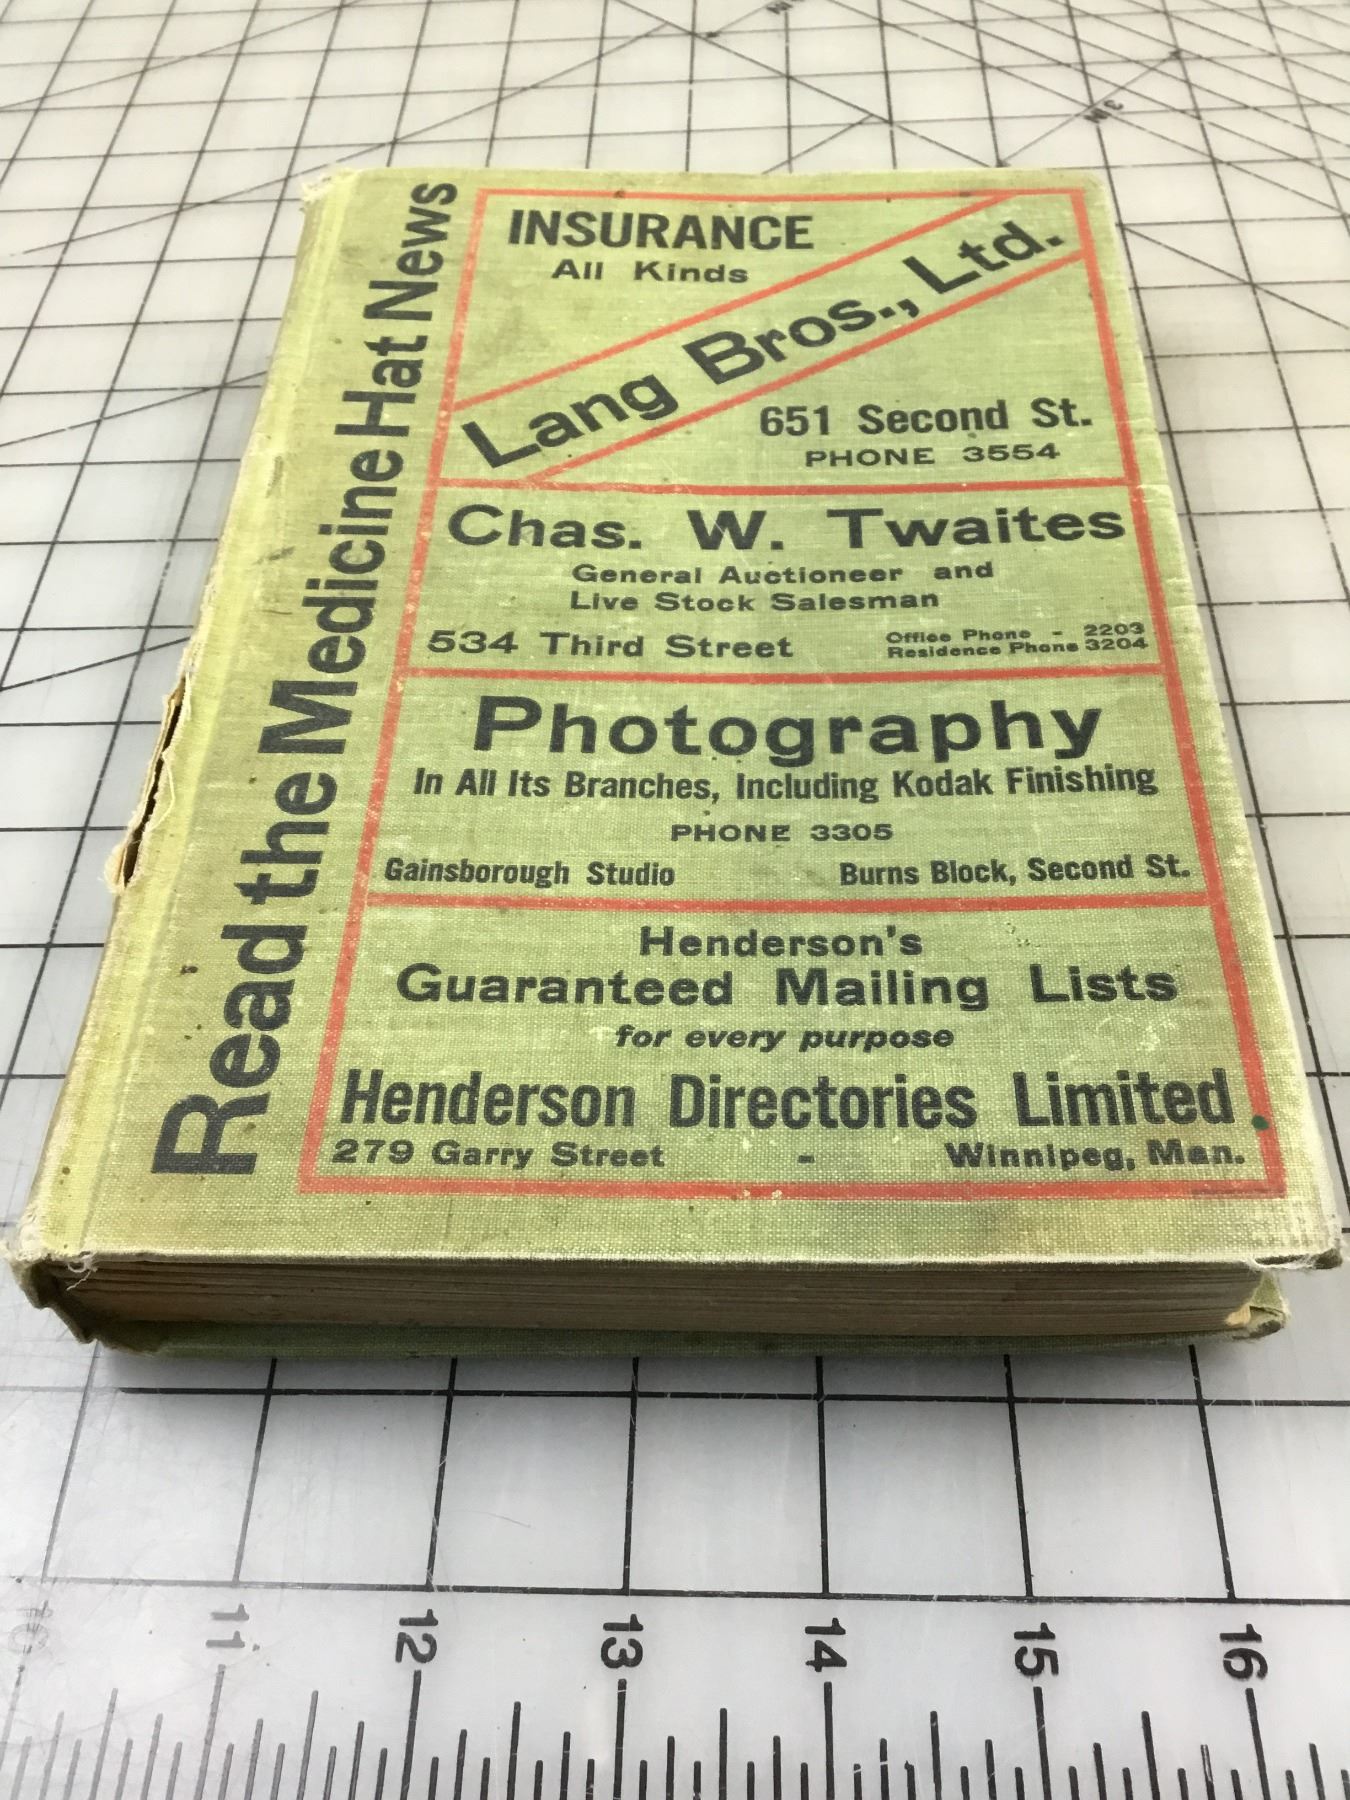 Read the Medicine Hat News
INSURANCE
All Kinds
Lang Bros., Ltd.
651 Second St.
PHONE 3554
Chas. W. Twaites
General Auctioneer and
Live Stock Salesman
534 Third Street
Office Phone - 2203
Residence Phone 3204
Photography
In All Its Branches, Including Kodak Finishing
PHONE 3305
Gainsborough Studio Burns Block, Second St.
Henderson's
Guaranteed Mailing Lists
for every purpose
Henderson Directories Limited
279 Garry Street - Winnipeg, Man.
10 11 12 13 14 15 16